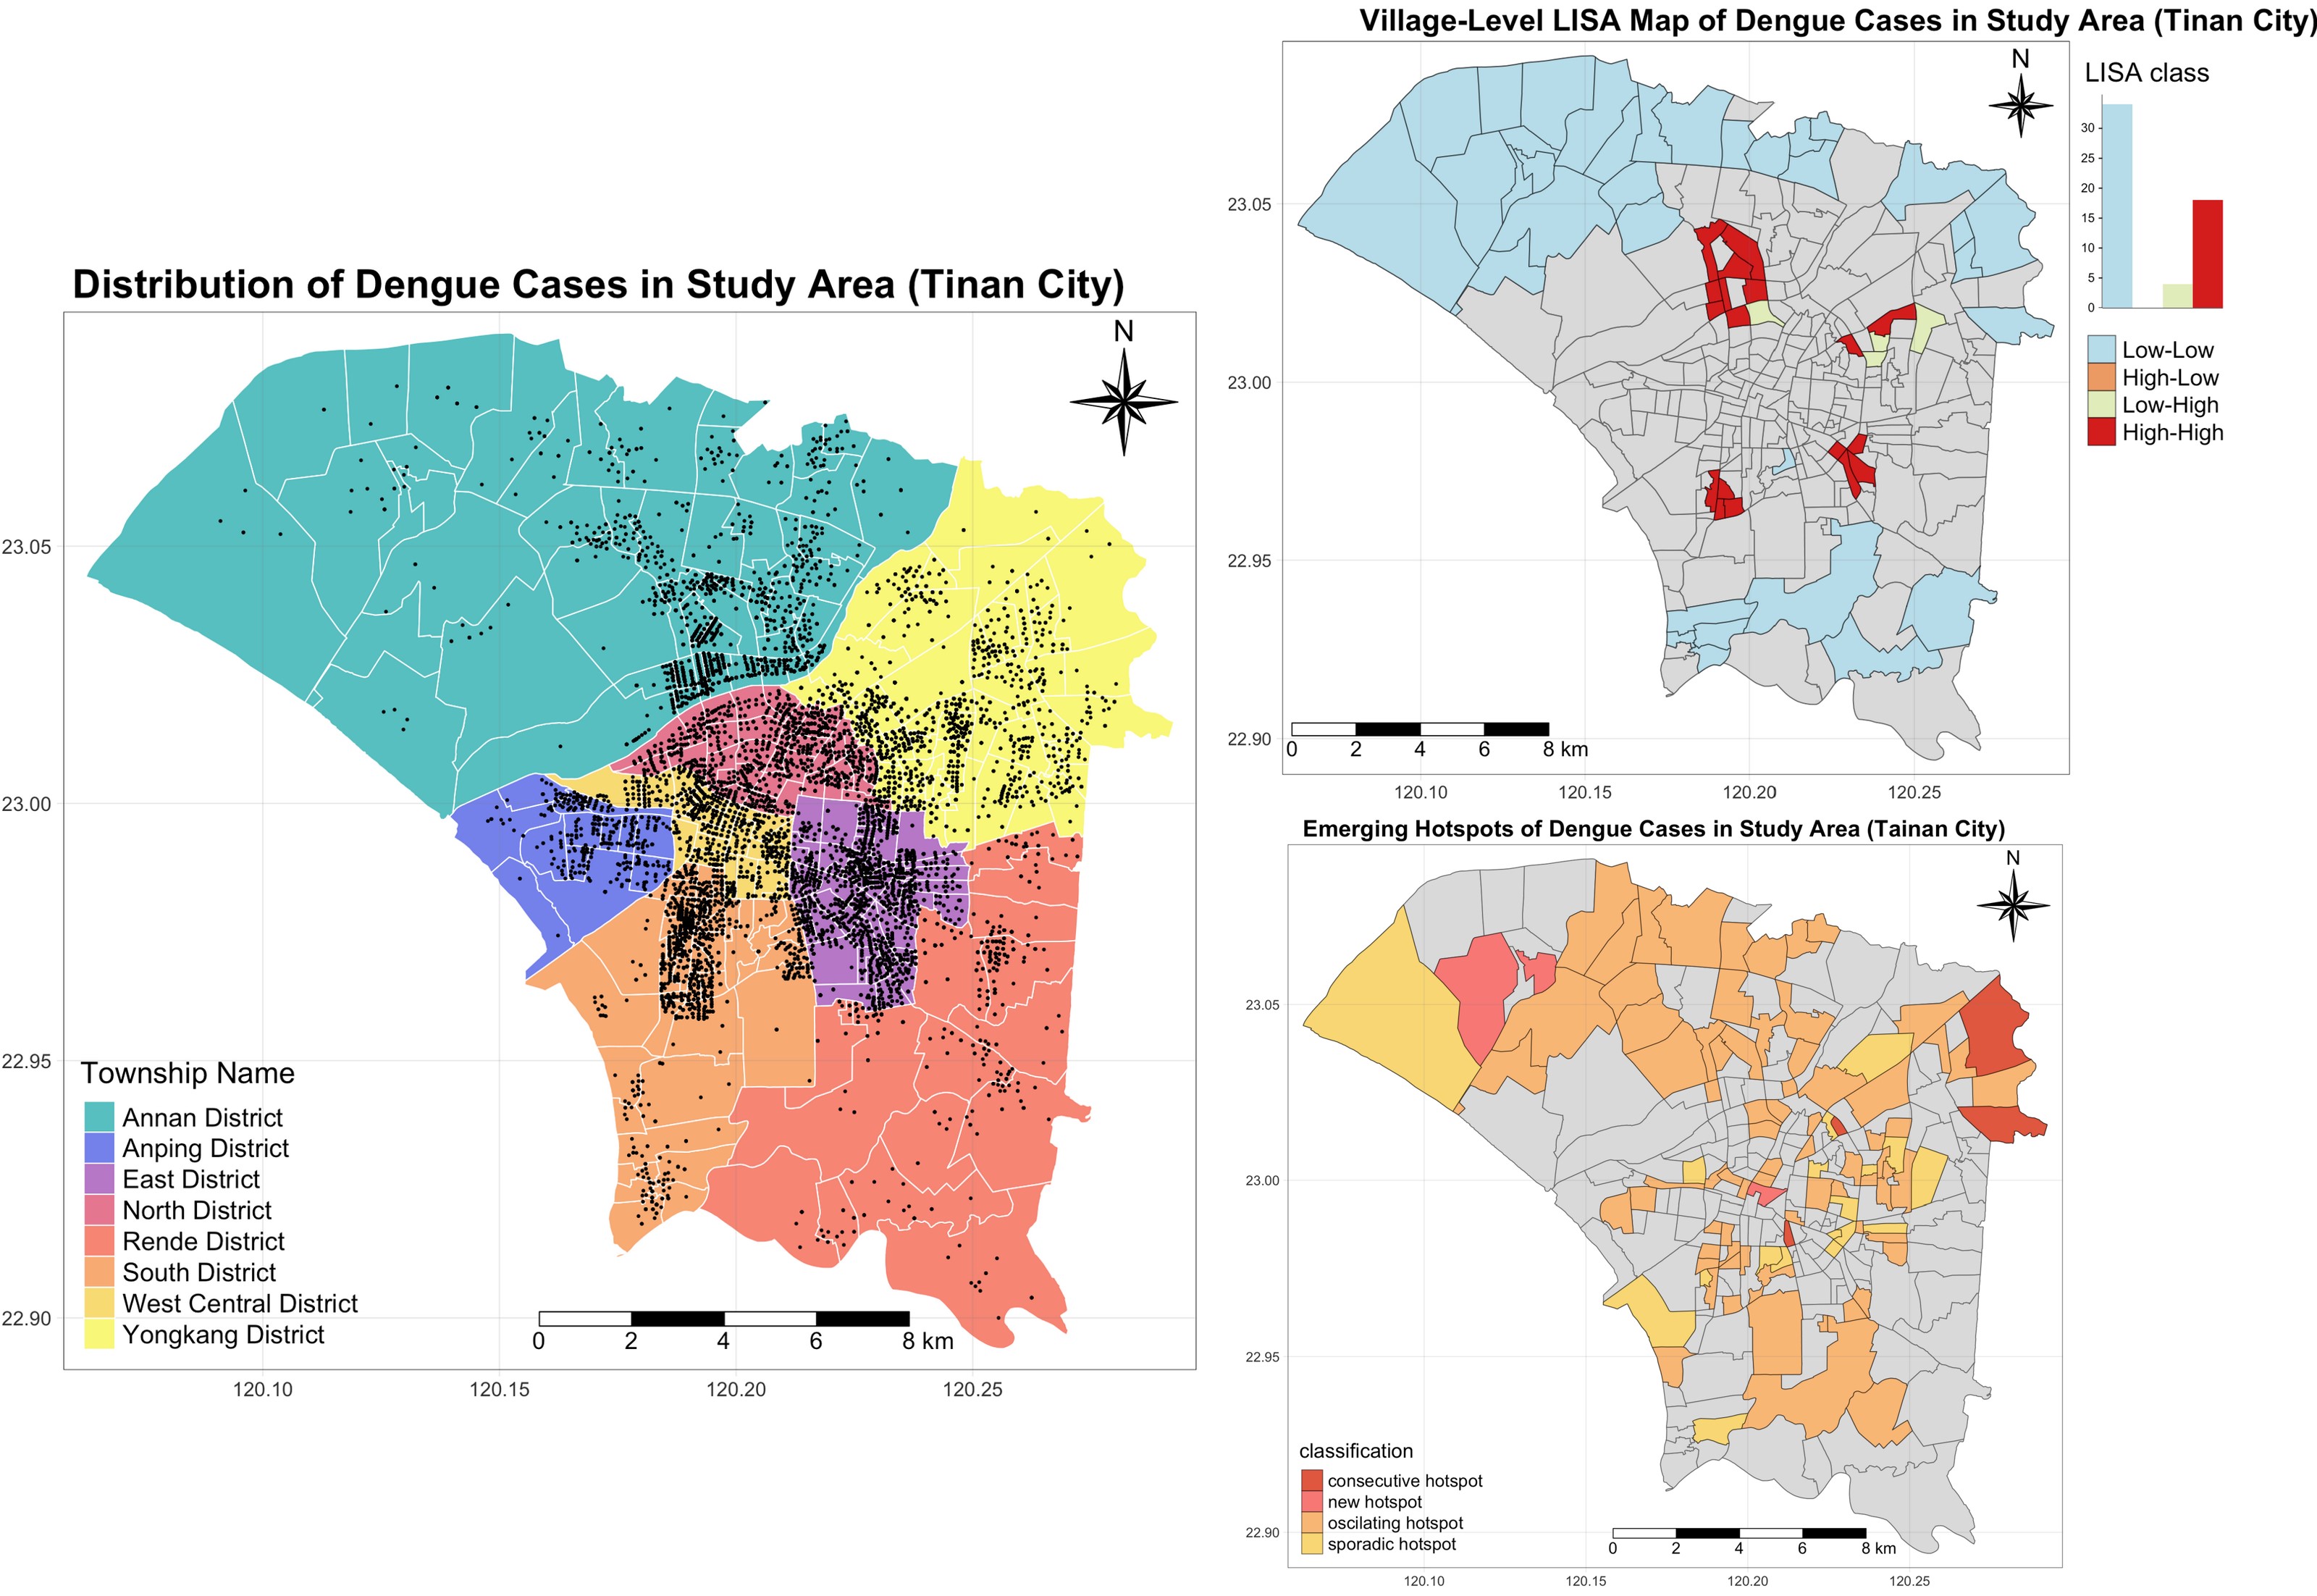 Distribution of Dengue Cases in Study Area (Tinan City)
N
23.05
23.00
22.95
22.90
Township Name
Annan District
Anping District
East District
North District
Rende District
South District
West Central District
Yongkang District
0 2 4 6 8 km
120.10 120.15 120.20 120.25
Village-Level LISA Map of Dengue Cases in Study Area (Tinan City)
N
23.05
23.00
22.95
22.90
0 2 4 6 8 km
120.10 120.15 120.20 120.25
LISA class
30
25
20
15
10
5
0
Low-Low
High-Low
Low-High
High-High
Emerging Hotspots of Dengue Cases in Study Area (Tainan City)
N
23.05
23.00
22.95
22.90
classification
consecutive hotspot
new hotspot
oscilating hotspot
sporadic hotspot
0 2 4 6 8 km
120.10 120.15 120.20 120.25